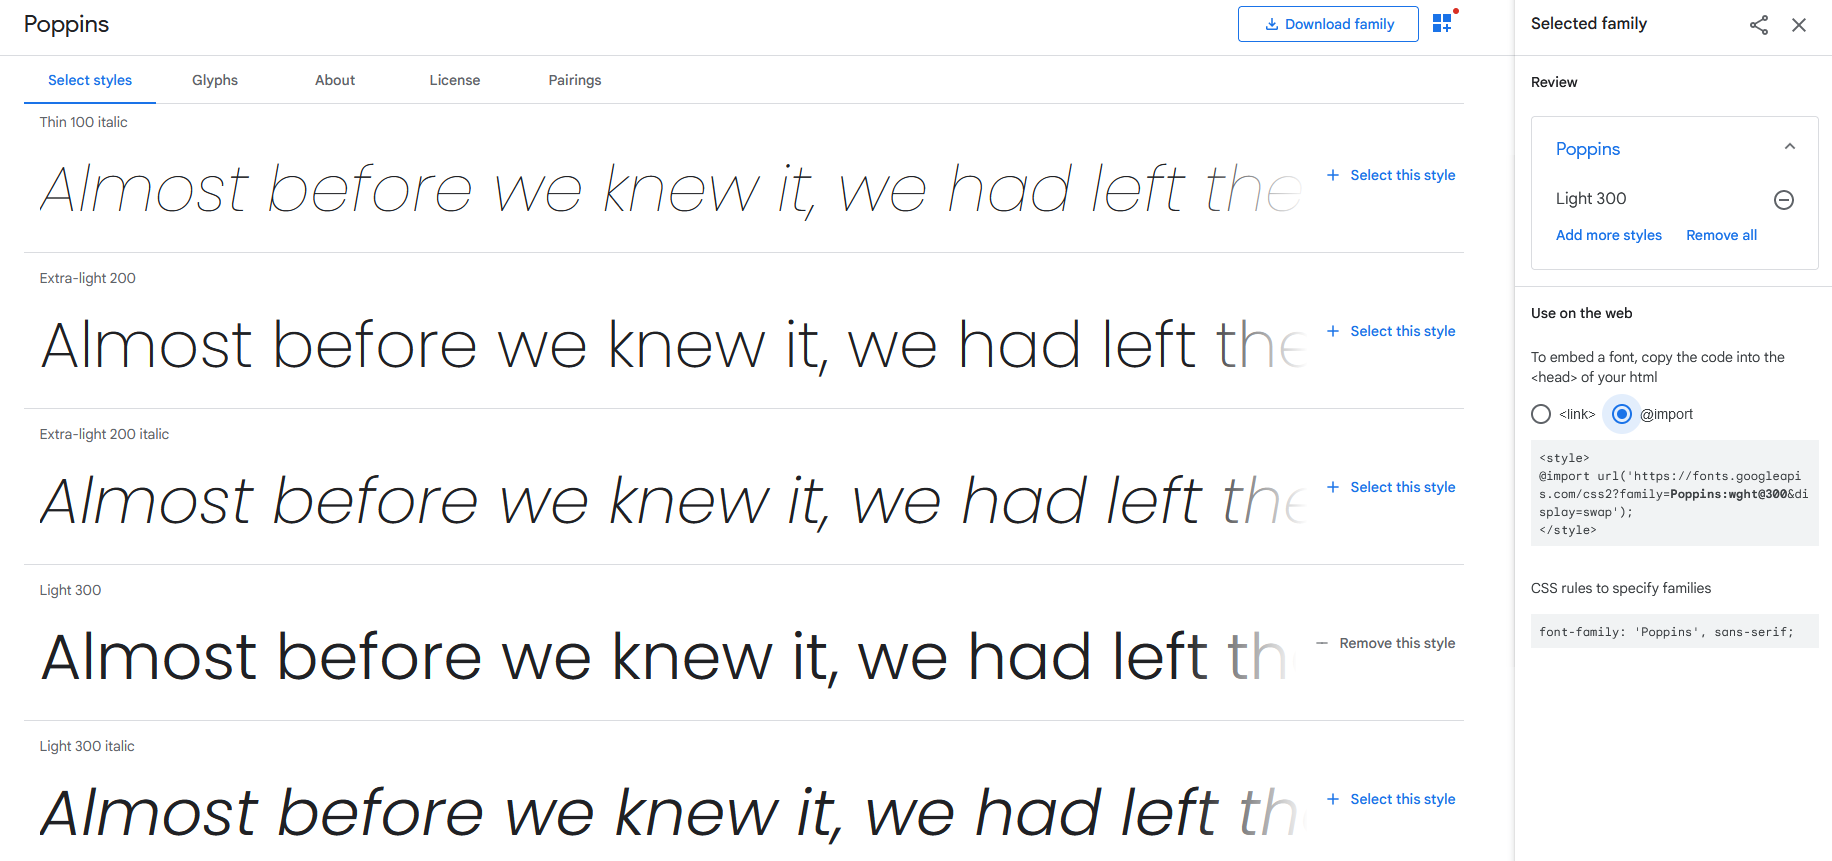 Poppins
Download family
Select styles
Glyphs
About
License
Pairings
Thin 100 italic
Almost before we knew it, we had left the
Select this style
Extra-light 200
Almost before we knew it, we had left the
Select this style
Extra-light 200 italic
Almost before we knew it, we had left the
Select this style
Light 300
Almost before we knew it, we had left th
Remove this style
Light 300 italic
Almost before we knew it, we had left th
Select this style
Selected family
Review
Poppins
Light 300
Add more styles
Remove all
Use on the web
To embed a font, copy the code into the
<head> of your html
<link>
@import
<style>
@import url('https://fonts.googleapi
s.com/css2?family=Poppins:wght@300&di
splay=swap');
</style>
CSS rules to specify families
font-family: 'Poppins', sans-serif;